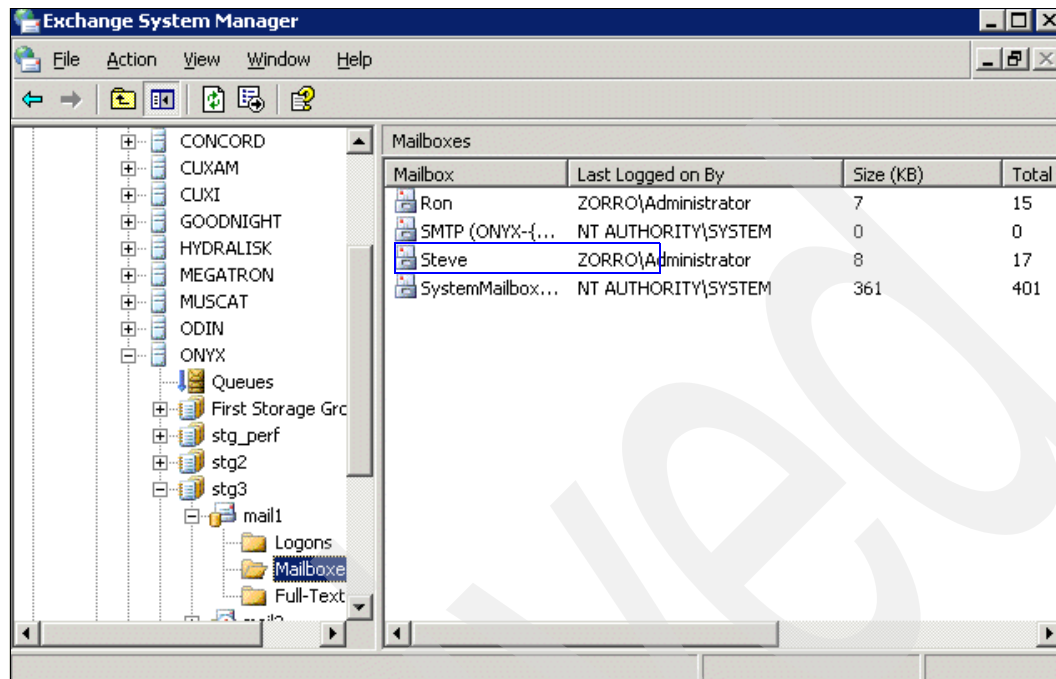 Exchange System Manager
File Action View Window Help
CONCORD
CUXAM
CUXI
GOODNIGHT
HYDRALISK
MEGATRON
MUSCAT
ODIN
ONYX
Queues
First Storage Grc
stg_perf
stg2
stg3
mail1
Logons
Mailboxe
Full-Text
Mailboxes
Mailbox Last Logged on By Size (KB) Total
Ron ZORRO\Administrator 7 15
SMTP (ONYX-{... NT AUTHORITY\SYSTEM 0 0
Steve ZORRO\Administrator 8 17
SystemMailbox... NT AUTHORITY\SYSTEM 361 401